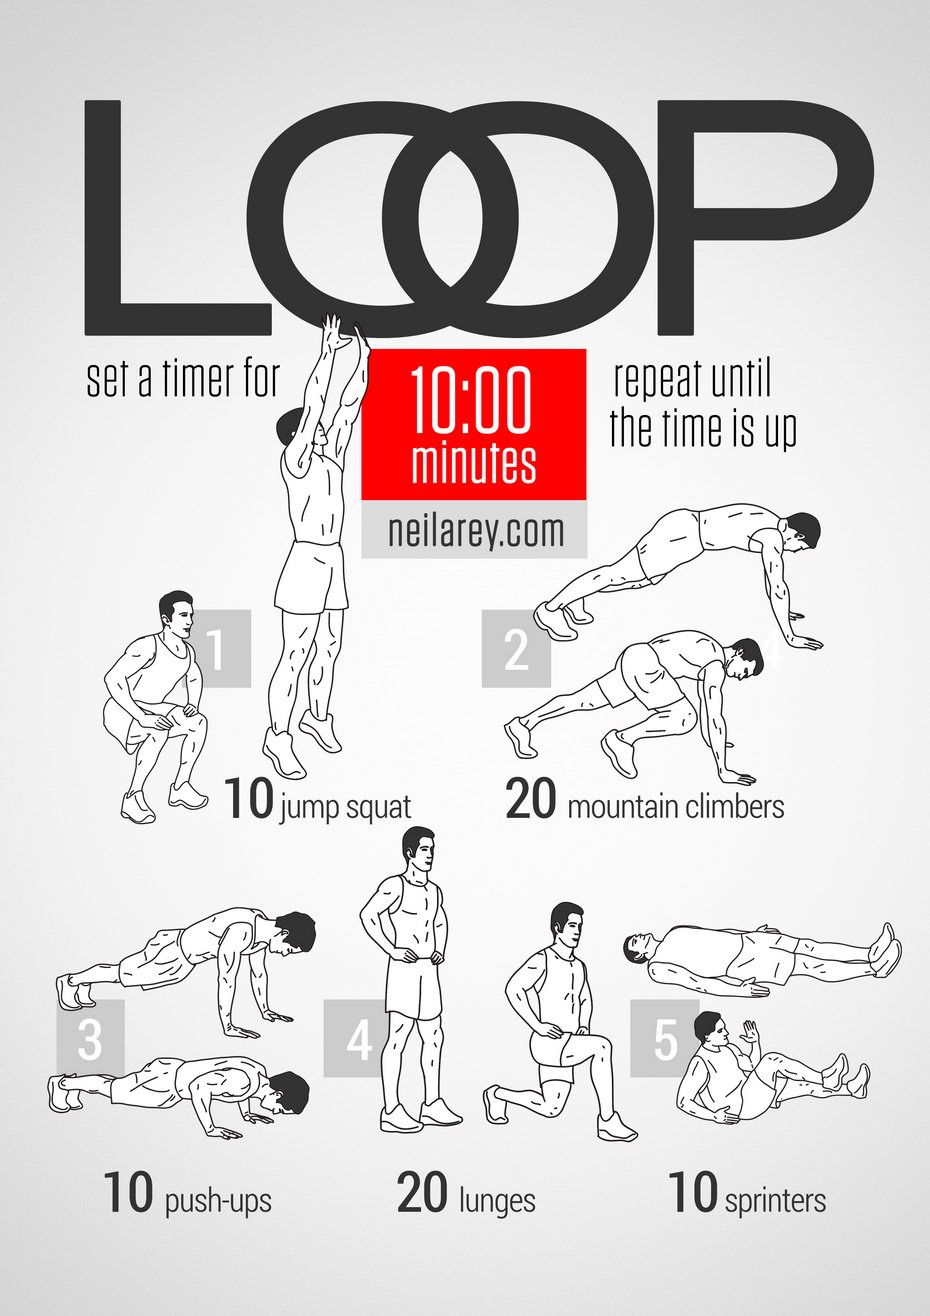 LOOP
set a timer for
10:00
minutes
neilarey.com
repeat until
the time is up
1
10 jump squat
2
4
20 mountain climbers
3
10 push-ups
4
20 lunges
5
10 sprinters